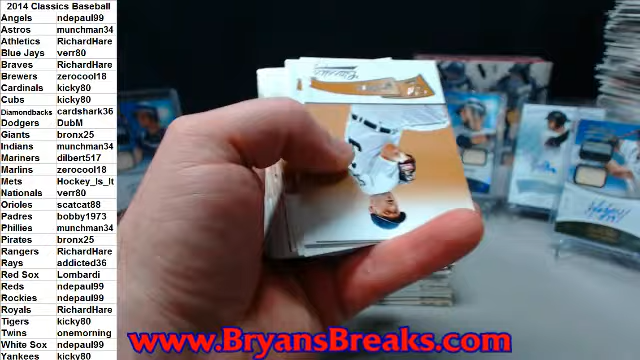 2014 Classics Baseball
Angels ndepaul99
Astros munchman34
Athletics RichardHare
Blue Jays verr80
Braves RichardHare
Brewers zerocool18
Cardinals kicky80
Cubs kicky80
Diamondbacks cardshark36
Dodgers DubM
Giants bronx25
Indians munchman34
Mariners dilbert517
Marlins zerocool18
Mets Hockey_Is_It
Nationals verr80
Orioles scatcat88
Padres bobby1973
Phillies munchman34
Pirates bronx25
Rangers RichardHare
Rays addicted36
Red Sox Lombardi
Reds ndepaul99
Rockies ndepaul99
Royals RichardHare
Tigers kicky80
Twins onemorning
White Sox ndepaul99
Yankees kicky80
Classics
www.BryansBreaks.com